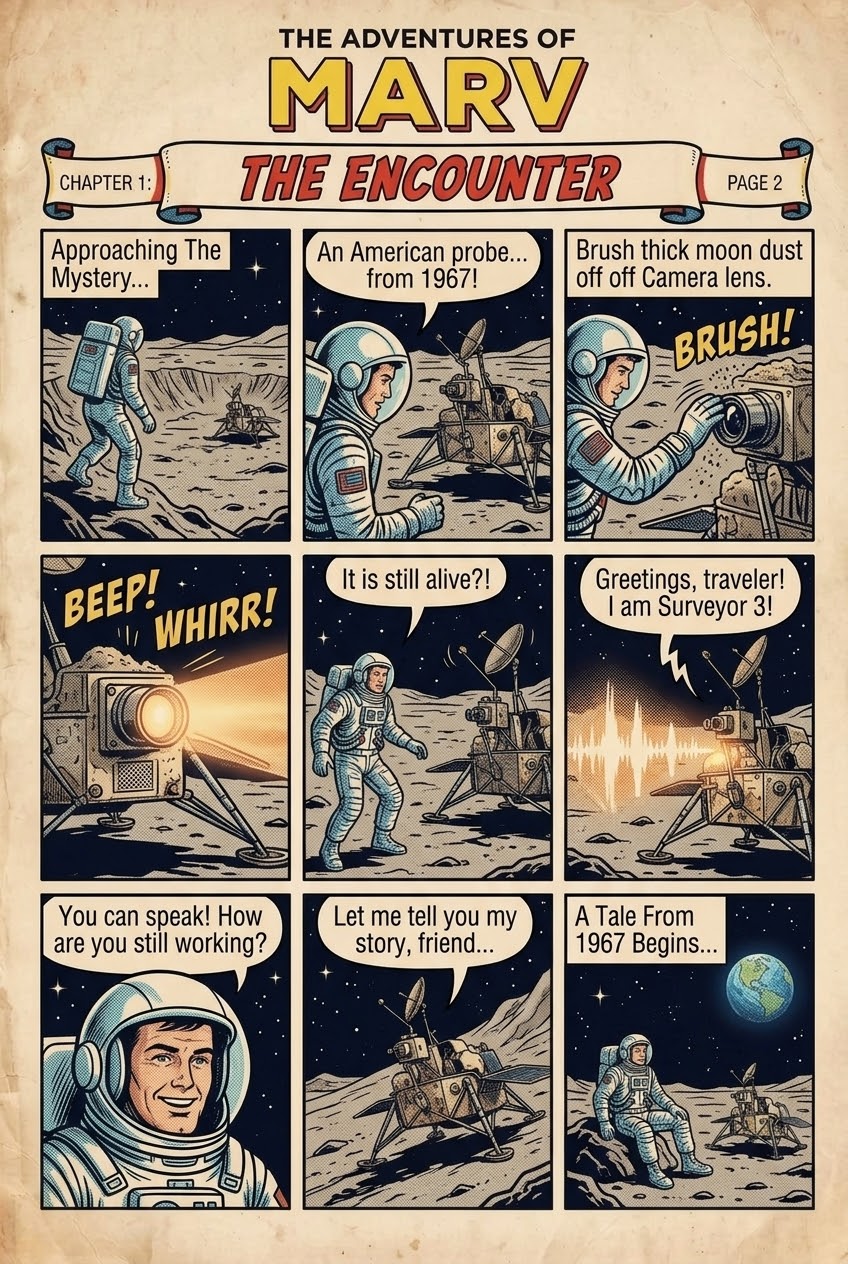 THE ADVENTURES OF
MARV
CHAPTER 1:
THE ENCOUNTER
PAGE 2
Approaching The
Mystery...
An American probe...
from 1967!
Brush thick moon dust
off off Camera lens.
BRUSH!
BEEP!
WHIRR!
It is still alive?!
Greetings, traveler!
I am Surveyor 3!
You can speak! How
are you still working?
Let me tell you my
story, friend...
A Tale From
1967 Begins...